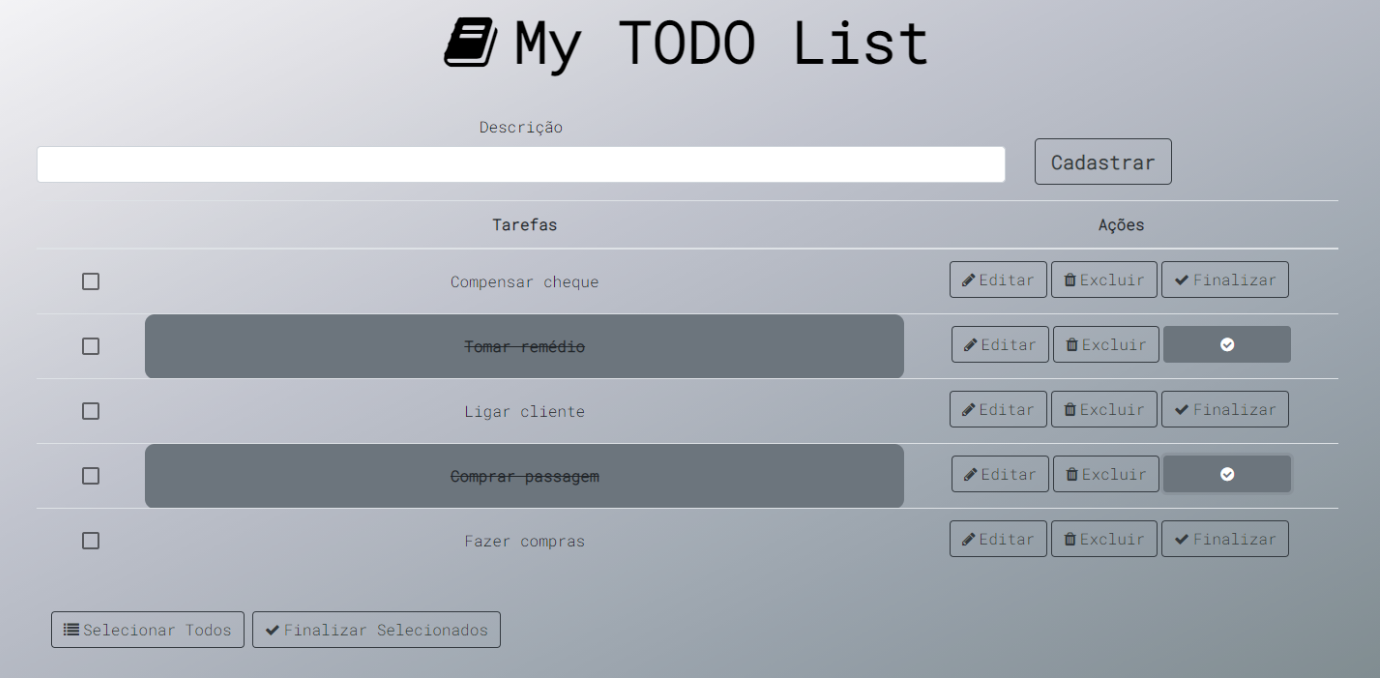 My TODO List
Descrição
Cadastrar
Tarefas Ações
Compensar cheque Editar Excluir Finalizar
Tomar remédio Editar Excluir
Ligar cliente Editar Excluir Finalizar
Comprar passagem Editar Excluir
Fazer compras Editar Excluir Finalizar
Selecionar Todos Finalizar Selecionados